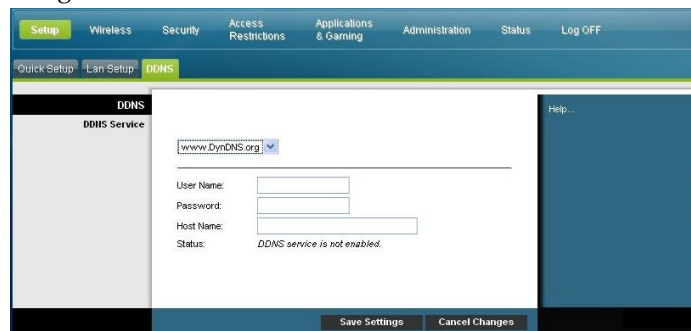 Setup Wireless Security Access Restrictions Applications & Gaming Administration Status Log OFF
Quick Setup Lan Setup DDNS
DDNS
Help...
DDNS Service
www.DynDNS.org
User Name:
Password:
Host Name:
Status: DDNS service is not enabled.
Save Settings Cancel Changes